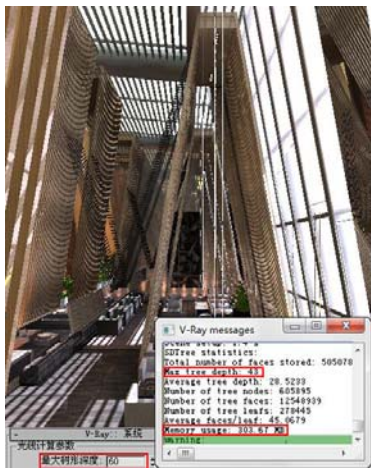 V-Ray messages
SDTree statistics:
Total number of faces stored: 505078
Max tree depth: 43
Average tree depth: 28.5233
Number of tree nodes: 605895
Number of tree faces: 12548939
Number of tree leafs: 278445
Average faces/leaf: 45.0679
Memory usage: 303.67 MB
warning:
V-Ray:: 系统
光线计算参数
最大树形深度: 60